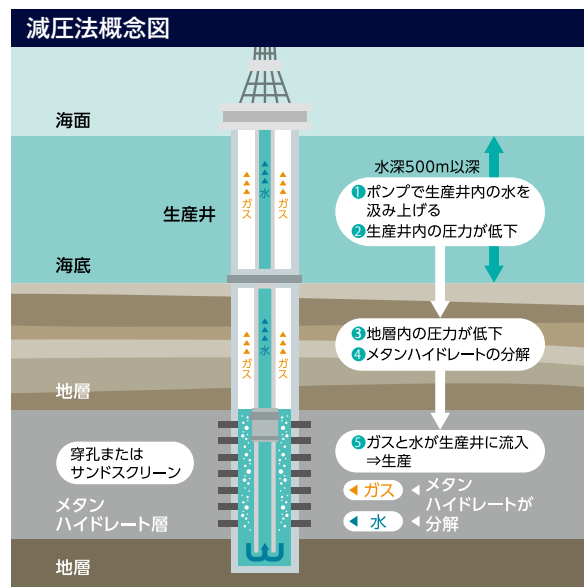 減圧法概念図
海面
水深500m以深
❶ポンプで生産井内の水を
汲み上げる
❷生産井内の圧力が低下
ガス
水
ガス
生産井
海底
❸地層内の圧力が低下
❹メタンハイドレートの分解
ガス
水
ガス
地層
❺ガスと水が生産井に流入
⇒生産
穿孔または
サンドスクリーン
ガス
水
メタン
ハイドレートが
分解
メタン
ハイドレート層
地層